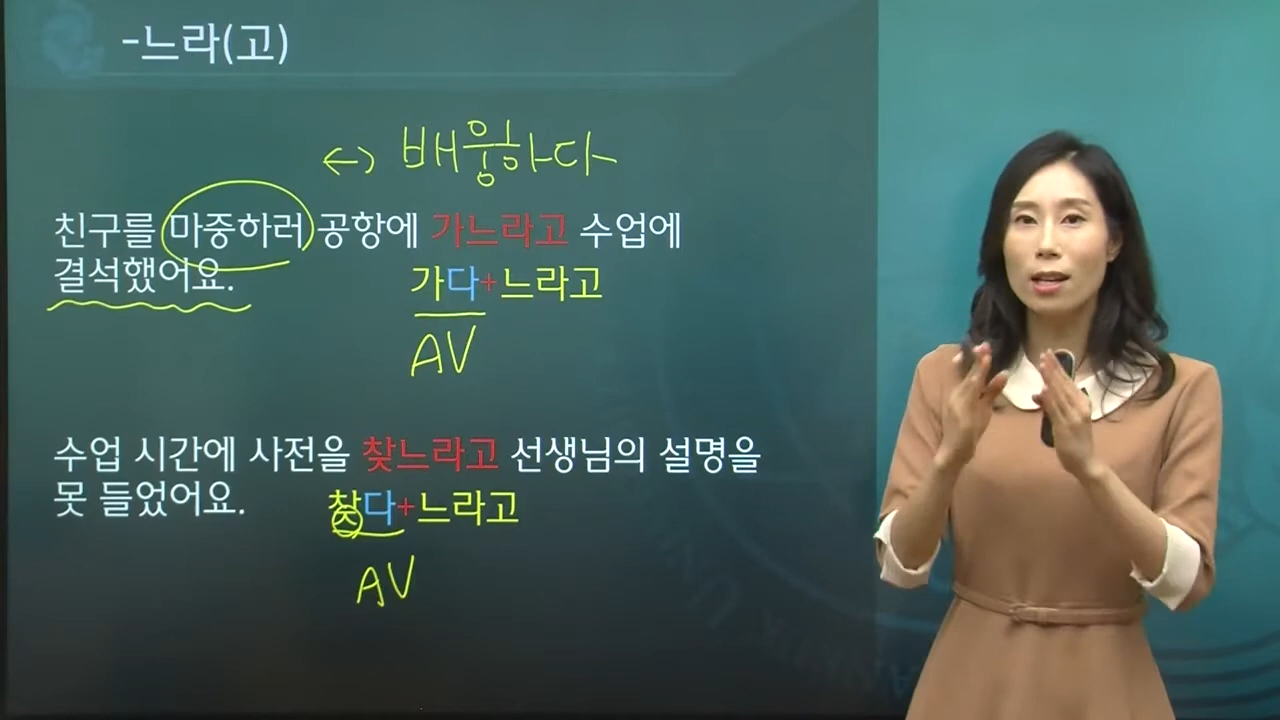 -느라(고)
↔ 배웅하다
친구를 마중하러 공항에 가느라고 수업에
결석했어요.
가다+느라고
AV
수업 시간에 사전을 찾느라고 선생님의 설명을
못 들었어요.
찾다+느라고
AV